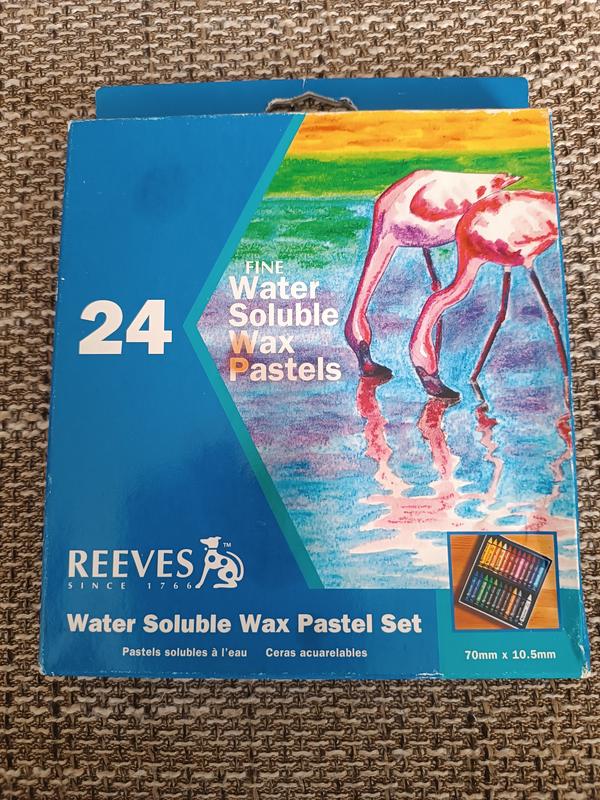 24
FINE
Water
Soluble
Wax
Pastels
REEVES™
SINCE 1766
Water Soluble Wax Pastel Set
Pastels solubles à l'eau Ceras acuarelables
70mm x 10.5mm